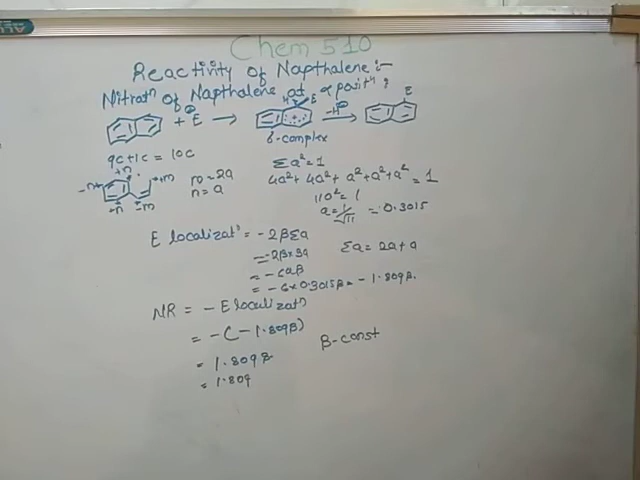 Chem 510
Reactivity of Napthalene :-
Nitratn of Napthalene at α positn :
+ E⊕ → H E -H⊕ → E
σ-complex
9C+1C = 10C
Σa²=1
+m
-m +m
+n -m
m = 2a
n = a
4a²+ 4a²+ a²+a²+a² = 1
11a²= 1
a = 1/√11 = 0.3015
E localizatn = -2βΣa
Σa = 2a+a
= -2β×3a
= -6aβ
= -6×0.3015β = -1.809β.
NR = - E localizatn
= -(-1.809β)
β-const
= 1.809β
= 1.809